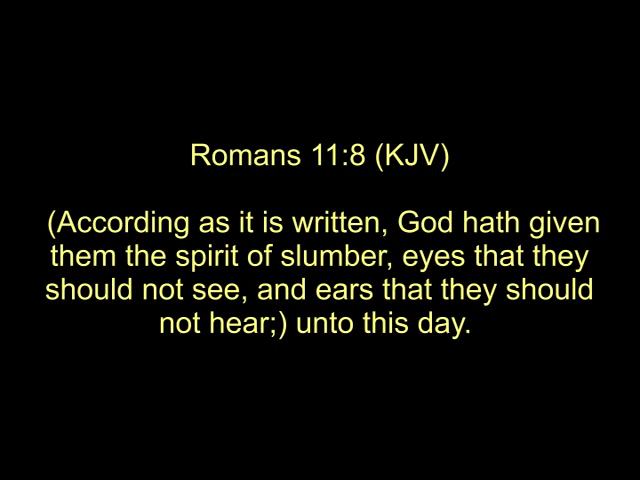 Romans 11:8 (KJV)
(According as it is written, God hath given
them the spirit of slumber, eyes that they
should not see, and ears that they should
not hear;) unto this day.